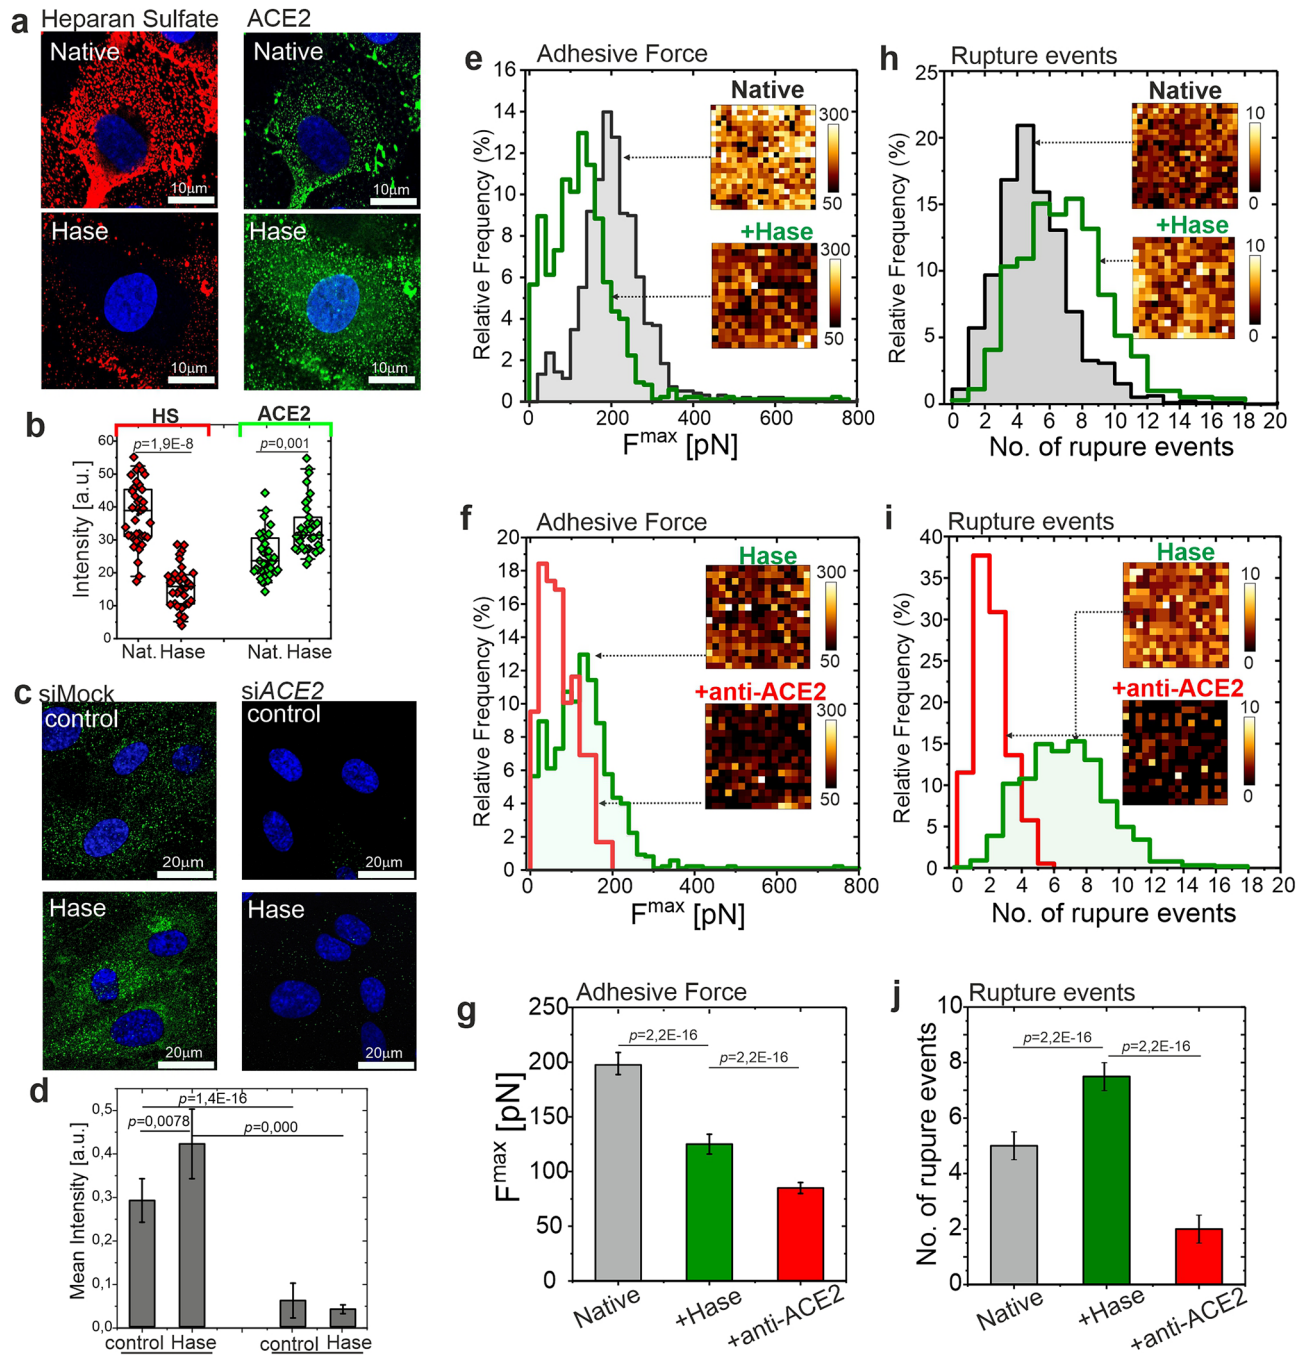 a
Heparan Sulfate
ACE2
Native
10µm
10µm
Hase
Hase
10µm
10µm
b
HS
ACE2
p=1,9E-8
p=0,001
Intensity [a.u.]
60
50
40
30
20
10
0
Nat. Hase
Nat. Hase
c
siMock
siACE2
control
control
20µm
20µm
Hase
Hase
20µm
20µm
d
Mean Intensity [a.u.]
0,5
0,4
0,3
0,2
0,1
0,0
p=1,4E-16
p=0,0078
p=0,000
control Hase
control Hase
e
Adhesive Force
Relative Frequency (%)
16
14
12
10
8
6
4
2
0
Native
300
50
+Hase
300
50
0 200 400 600 800
Fmax [pN]
h
Rupture events
Relative Frequency (%)
25
20
15
10
5
0
Native
10
0
+Hase
10
0
0 2 4 6 8 10 12 14 16 18 20
No. of rupure events
f
Adhesive Force
Relative Frequency (%)
20
18
16
14
12
10
8
6
4
2
0
Hase
300
50
+anti-ACE2
300
50
0 200 400 600 800
Fmax [pN]
i
Rupture events
Relative Frequency (%)
40
35
30
25
20
15
10
5
0
Hase
10
0
+anti-ACE2
10
0
0 2 4 6 8 10 12 14 16 18 20
No. of rupure events
g
Adhesive Force
Fmax [pN]
250
200
150
100
50
0
p=2,2E-16
p=2,2E-16
Native
+Hase
+anti-ACE2
j
Rupture events
No. of rupure events
10
8
6
4
2
0
p=2,2E-16
p=2,2E-16
Native
+Hase
+anti-ACE2